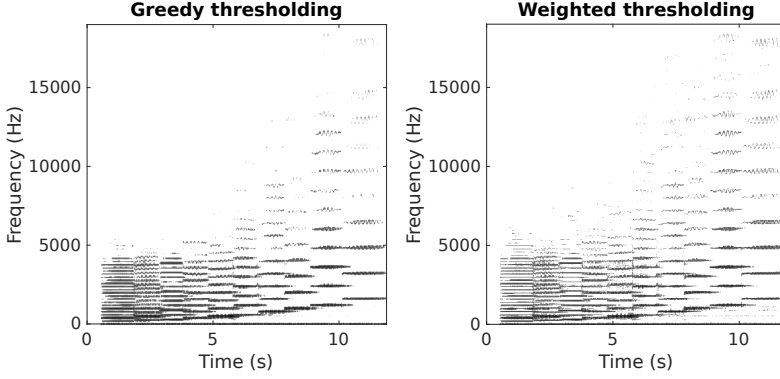 Greedy thresholding
15000
10000
5000
0
0
5
10
Frequency (Hz)
Time (s)
Weighted thresholding
15000
10000
5000
0
0
5
10
Frequency (Hz)
Time (s)